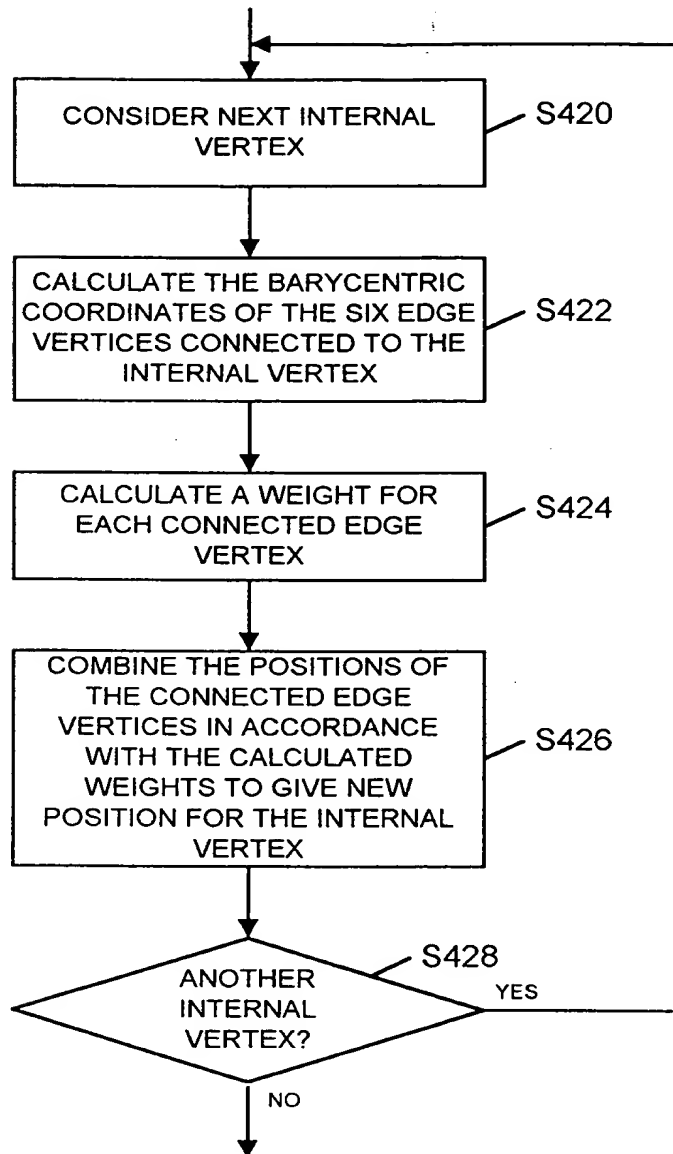 CONSIDER NEXT INTERNAL
VERTEX
S420
CALCULATE THE BARYCENTRIC
COORDINATES OF THE SIX EDGE
VERTICES CONNECTED TO THE
INTERNAL VERTEX
S422
CALCULATE A WEIGHT FOR
EACH CONNECTED EDGE
VERTEX
S424
COMBINE THE POSITIONS OF
THE CONNECTED EDGE
VERTICES IN ACCORDANCE
WITH THE CALCULATED
WEIGHTS TO GIVE NEW
POSITION FOR THE INTERNAL
VERTEX
S426
ANOTHER
INTERNAL
VERTEX?
S428
YES
NO